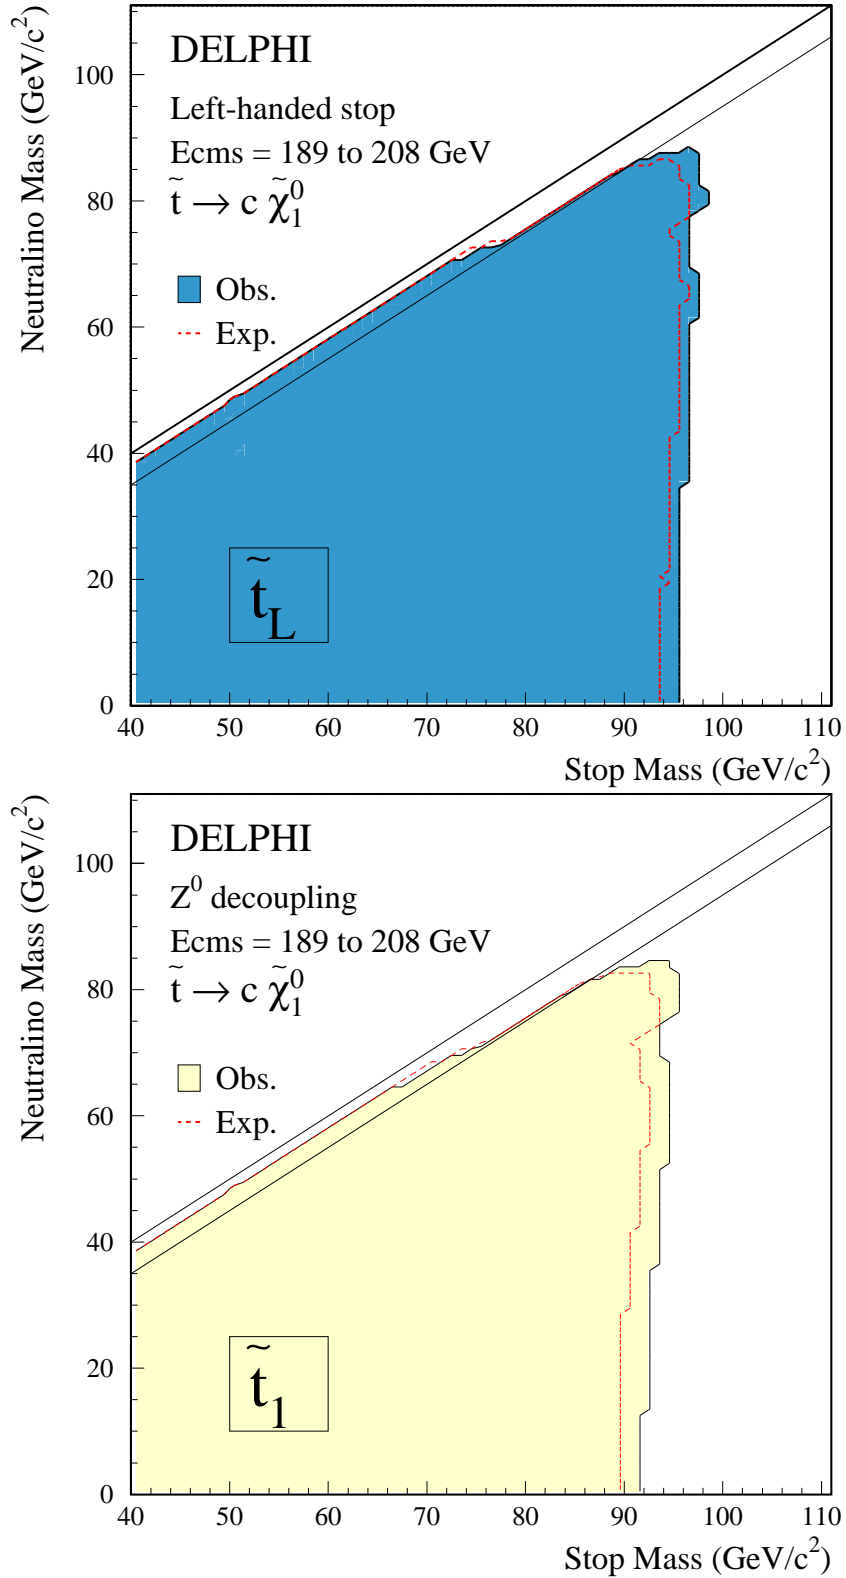 Neutralino Mass (GeV/c²)
DELPHI
Left-handed stop
Ecms = 189 to 208 GeV
t̃ → c χ̃₁⁰
Obs.
Exp.
t̃_L
100
80
60
40
20
0
40 50 60 70 80 90 100 110
Stop Mass (GeV/c²)
Neutralino Mass (GeV/c²)
DELPHI
Z⁰ decoupling
Ecms = 189 to 208 GeV
t̃ → c χ̃₁⁰
Obs.
Exp.
t̃₁
100
80
60
40
20
0
40 50 60 70 80 90 100 110
Stop Mass (GeV/c²)